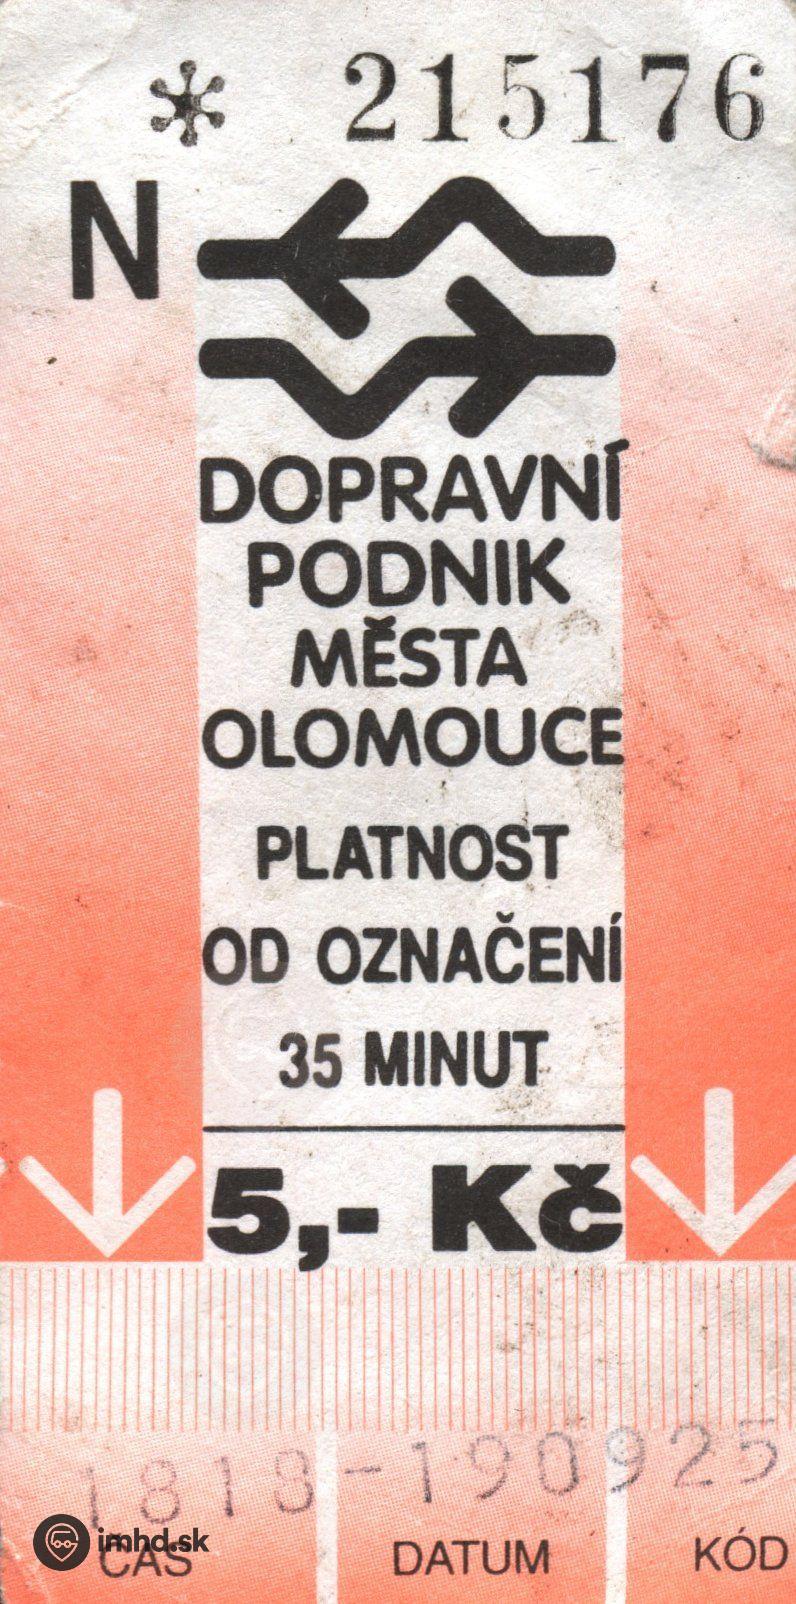 * 215176
N
DOPRAVNÍ
PODNIK
MĚSTA
OLOMOUCE
PLATNOST
OD OZNAČENÍ
35 MINUT
5,- Kč
1818-190925
imhd.sk
ČAS DATUM KÓD